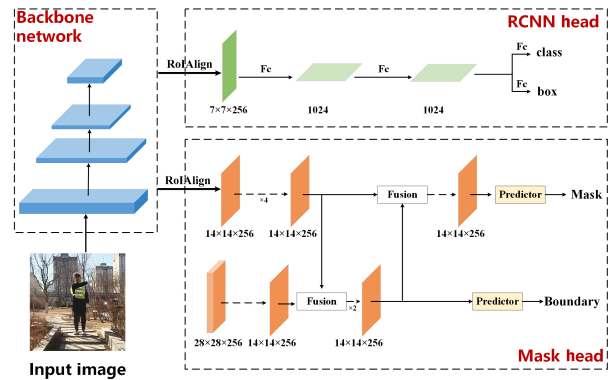 Backbone
network
RCNN head
RoIAlign
Fc
Fc
Fc
class
Fc
box
7×7×256
1024
1024
RoIAlign
×4
Fusion
Predictor
Mask
14×14×256
14×14×256
14×14×256
Fusion
×2
Predictor
Boundary
28×28×256
14×14×256
14×14×256
Input image
Mask head